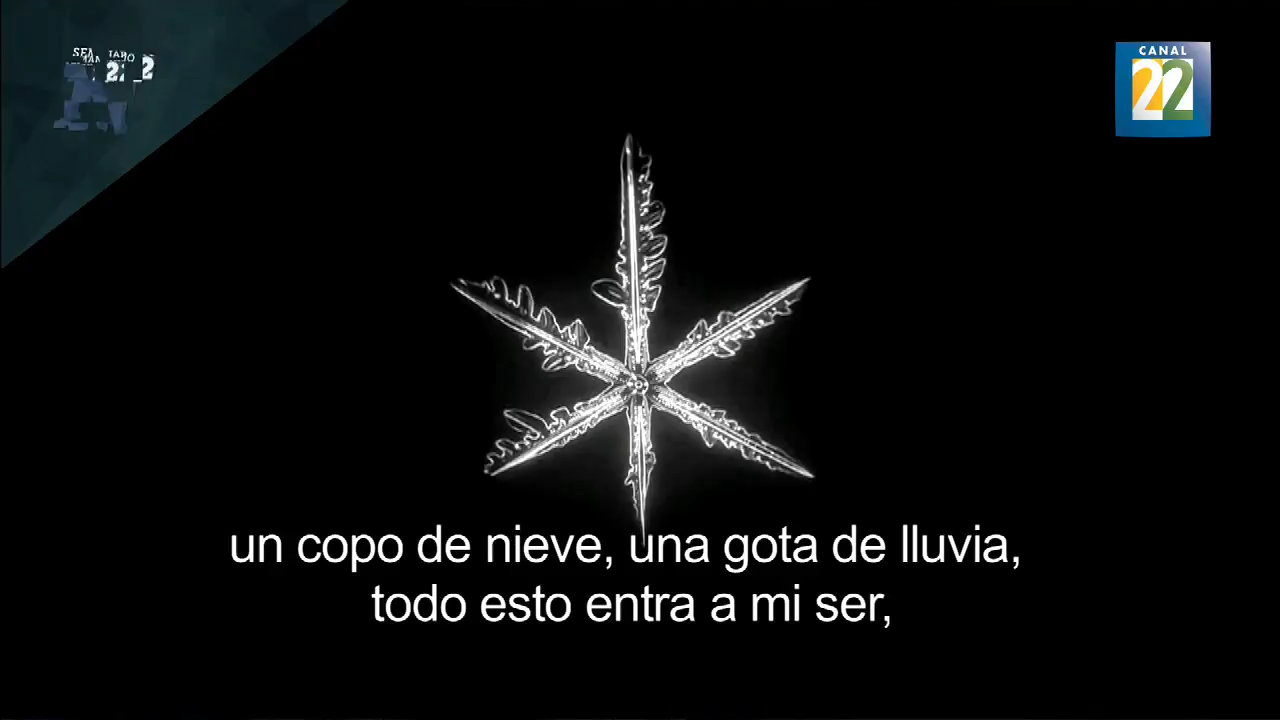 CANAL
22
un copo de nieve, una gota de lluvia,
todo esto entra a mi ser,